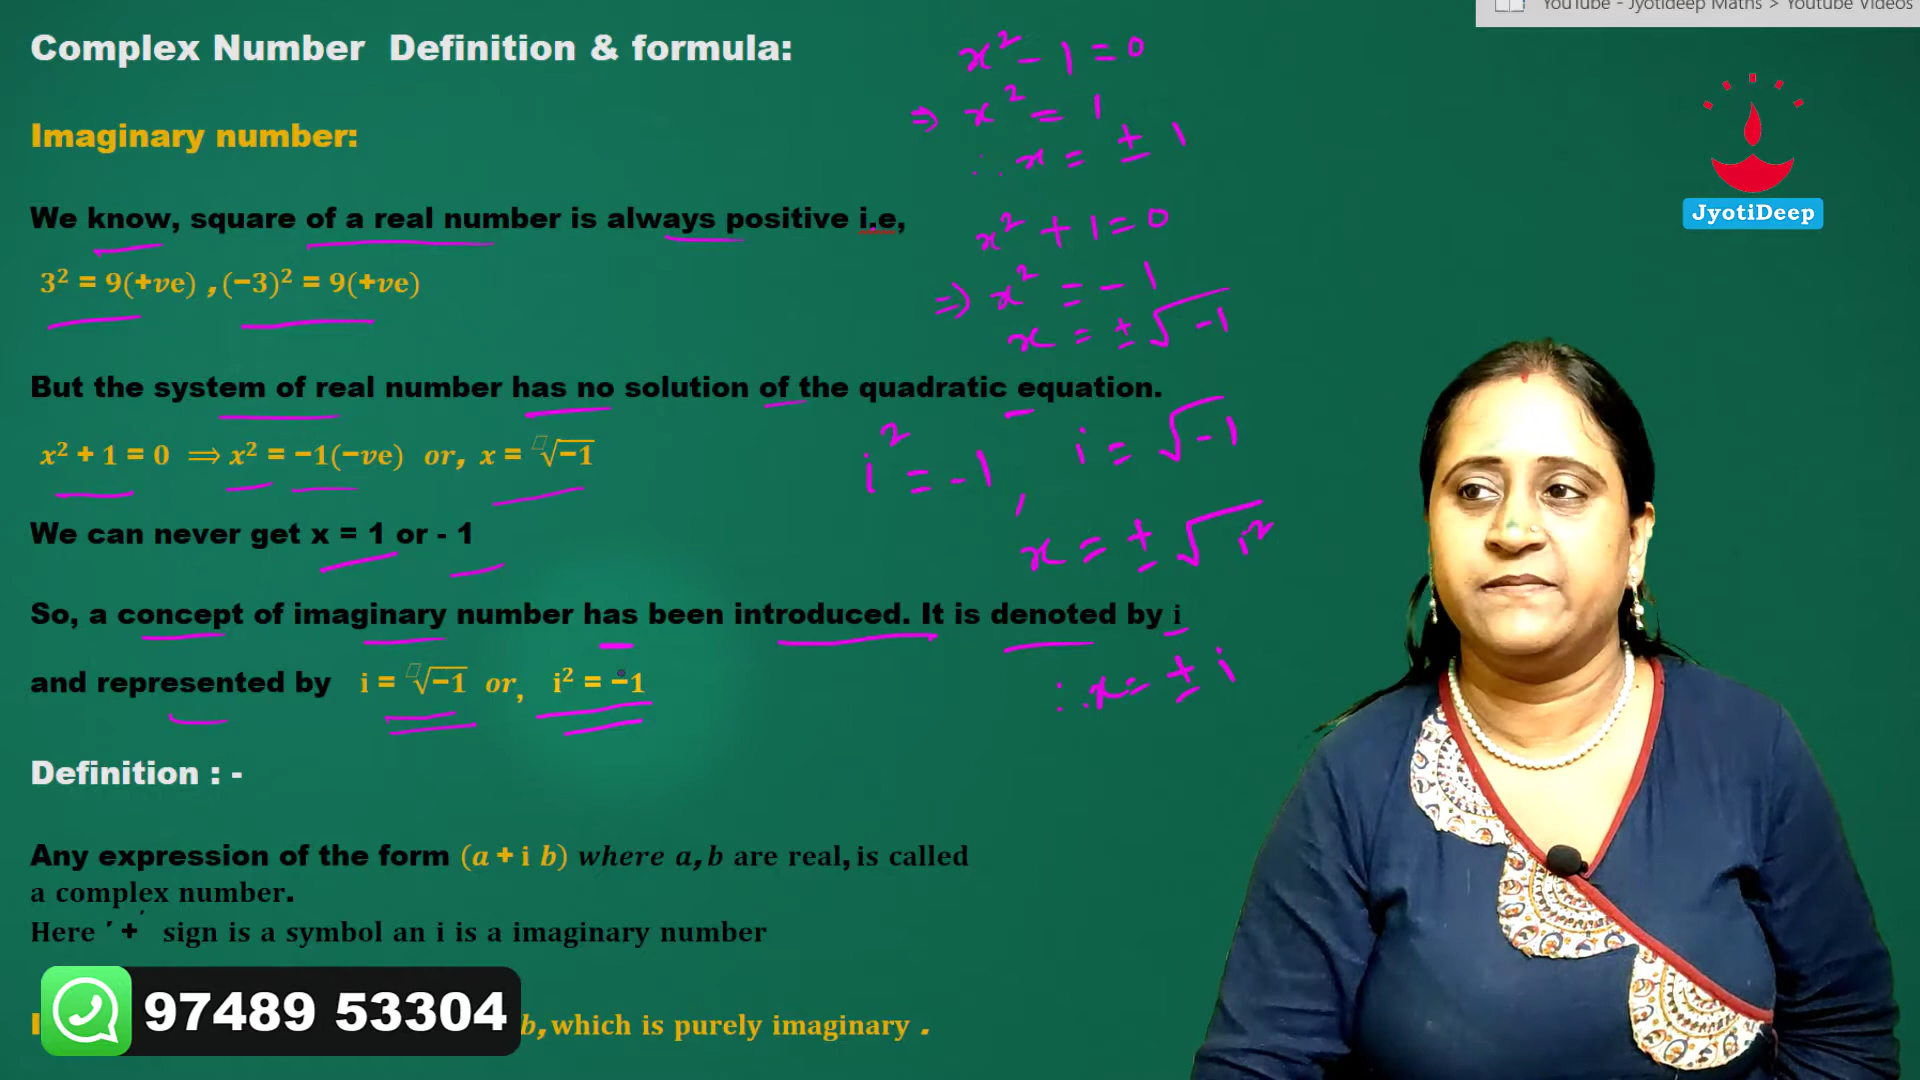 YouTube - Jyotideep Maths > Youtube Videos
Complex Number Definition & formula:
Imaginary number:
We know, square of a real number is always positive i.e,
3² = 9(+ve) , (−3)² = 9(+ve)
But the system of real number has no solution of the quadratic equation.
x² + 1 = 0 ⟹ x² = −1(−ve) or, x = √−1
We can never get x = 1 or - 1
So, a concept of imaginary number has been introduced. It is denoted by i
and represented by i = √−1 or, i² = −1
Definition : -
Any expression of the form (a + i b) where a, b are real, is called
a complex number.
Here ′ + ′ sign is a symbol an i is a imaginary number
b, which is purely imaginary .
97489 53304
x² − 1 = 0
⇒ x² = 1
∴ x = ± 1
x² + 1 = 0
⇒ x² = −1
x = ± √−1
i² = −1 , i = √−1
x = ± √i²
∴ x = ± i
JyotiDeep